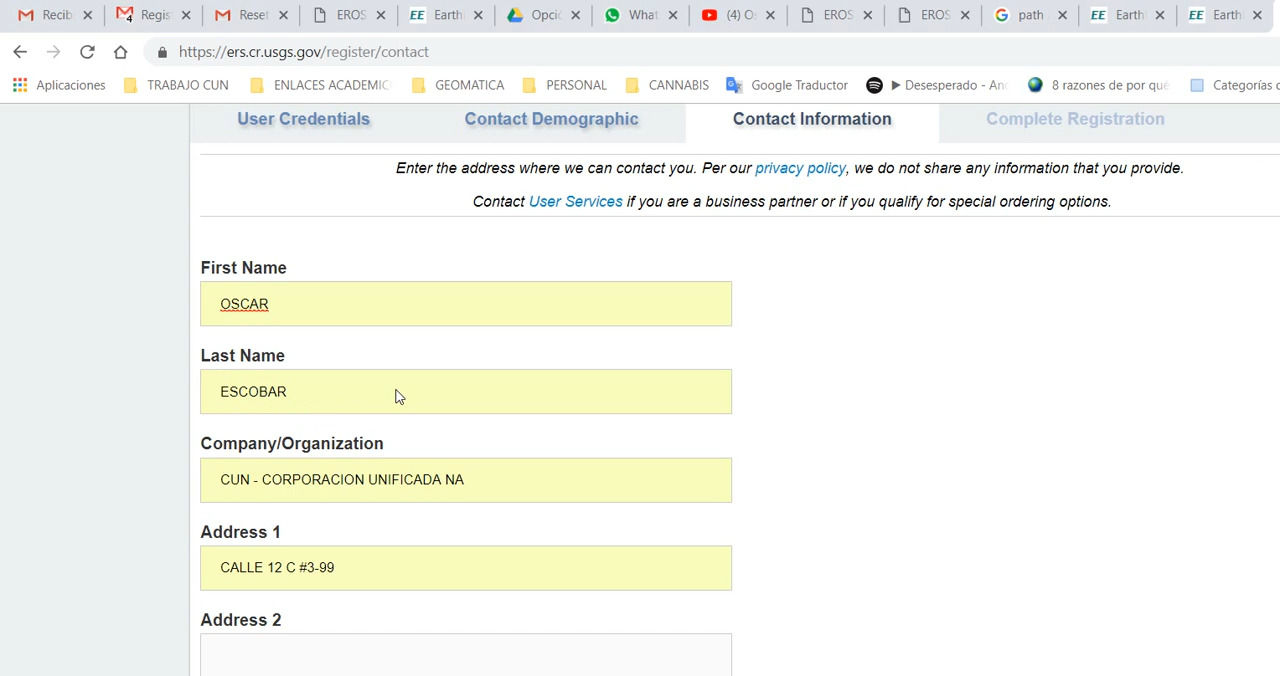 Recib
Regis
Reset
EROS
Earth
Opcio
What
(4) O
EROS
EROS
path
Earth
Earth
https://ers.cr.usgs.gov/register/contact
Aplicaciones
TRABAJO CUN
ENLACES ACADEMIC
GEOMATICA
PERSONAL
CANNABIS
Google Traductor
▶ Desesperado - And
8 razones de por qué
Categorías d
User Credentials
Contact Demographic
Contact Information
Complete Registration
Enter the address where we can contact you. Per our privacy policy, we do not share any information that you provide.
Contact User Services if you are a business partner or if you qualify for special ordering options.
First Name
OSCAR
Last Name
ESCOBAR
Company/Organization
CUN - CORPORACION UNIFICADA NA
Address 1
CALLE 12 C #3-99
Address 2